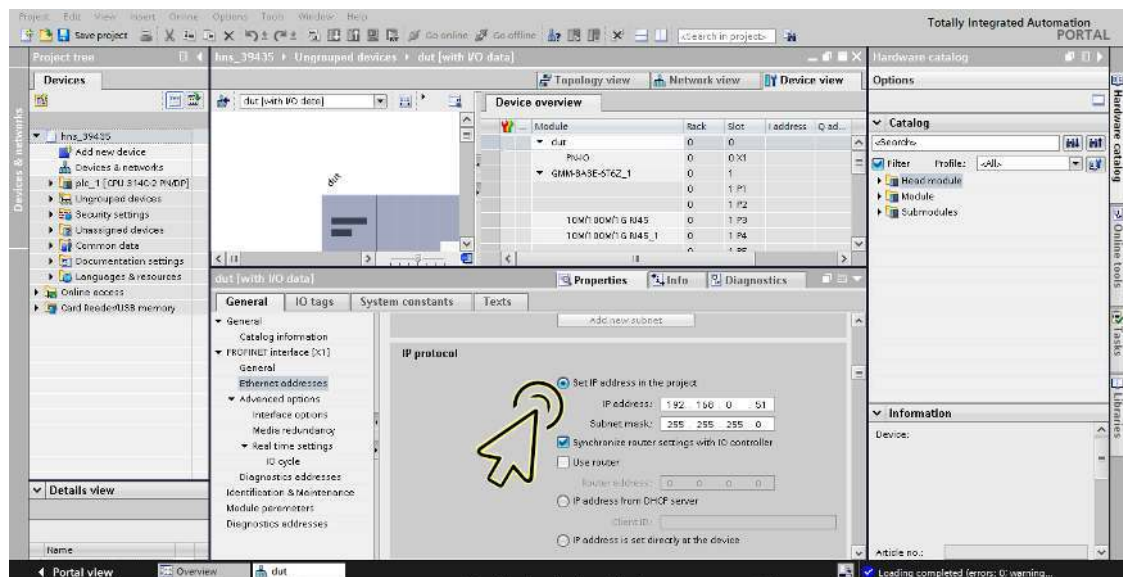 Project Edit View Insert Online Options Tools Window Help
Totally Integrated Automation
PORTAL
Save project
Go online
Go offline
<Search in project>
Project tree
hns_39435 Ungrouped devices dut [with I/O data]
Hardware catalog
Devices
Topology view
Network view
Device view
Options
dut [with I/O data]
Device overview
Module Rack Slot I address Q ad...
dut 0 0
PN-IO 0 0 X1
GMM-BASE-6T6Z_1 0 1
0 1 P1
0 1 P2
10M/100M/1G RJ45 0 1 P3
10M/100M/1G RJ45_1 0 1 P4
dut
hns_39435
Add new device
Devices & networks
plc_1 [CPU 314C-2 PN/DP]
Ungrouped devices
Security settings
Unassigned devices
Common data
Documentation settings
Languages & resources
Online access
Card Reader/USB memory
Devices & networks
Catalog
<Search>
Filter Profile: <All>
Head module
Module
Submodules
Hardware catalog
Online tools
Tasks
Libraries
dut [with I/O data]
Properties
Info
Diagnostics
General IO tags System constants Texts
General
Catalog information
PROFINET interface [X1]
General
Ethernet addresses
Advanced options
Interface options
Media redundancy
Real time settings
IO cycle
Diagnostics addresses
Identification & Maintenance
Module parameters
Diagnostics addresses
Add new subnet
IP protocol
Set IP address in the project
IP address: 192 . 168 . 0 . 51
Subnet mask: 255 . 255 . 255 . 0
Synchronize router settings with IO controller
Use router
Router address: 0 . 0 . 0 . 0
IP address from DHCP server
Client ID:
IP address is set directly at the device
Information
Device:
Article no.:
Details view
Name
Portal view
Overview
dut
Loading completed (errors: 0; warning...